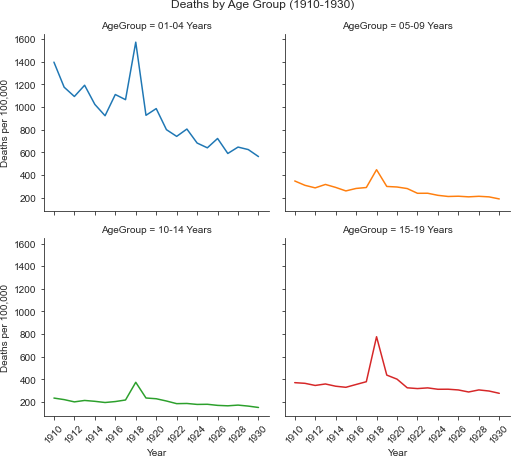 Deaths by Age Group (1910-1930)
AgeGroup = 01-04 Years
AgeGroup = 05-09 Years
1600
1400
1200
1000
800
600
400
200
Deaths per 100,000
AgeGroup = 10-14 Years
AgeGroup = 15-19 Years
1600
1400
1200
1000
800
600
400
200
Deaths per 100,000
1910 1912 1914 1916 1918 1920 1922 1924 1926 1928 1930
1910 1912 1914 1916 1918 1920 1922 1924 1926 1928 1930
Year
Year